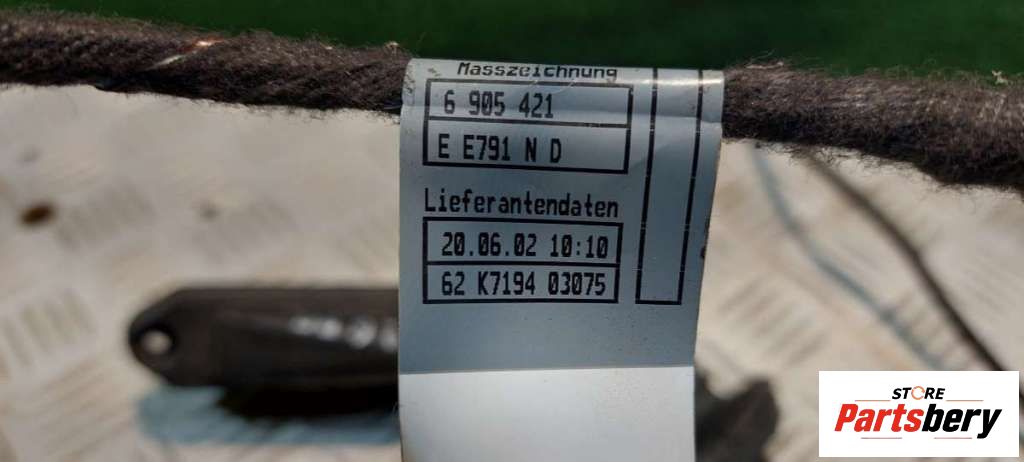 Masszeichnung
6 905 421
E E791 N D
Lieferantendaten
20.06.02 10:10
62 K7194 03075
STORE
Partsbery